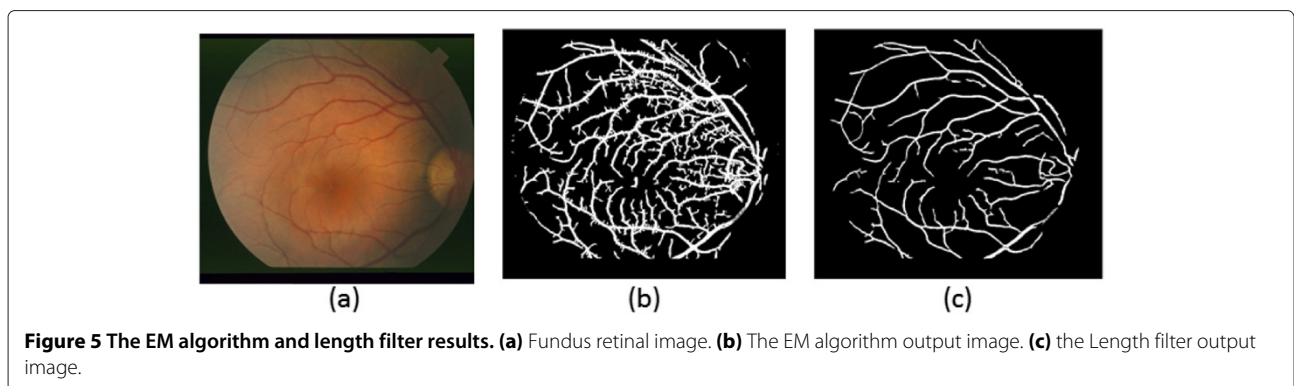 (a)
(b)
(c)
Figure 5 The EM algorithm and length filter results. (a) Fundus retinal image. (b) The EM algorithm output image. (c) the Length filter output
image.